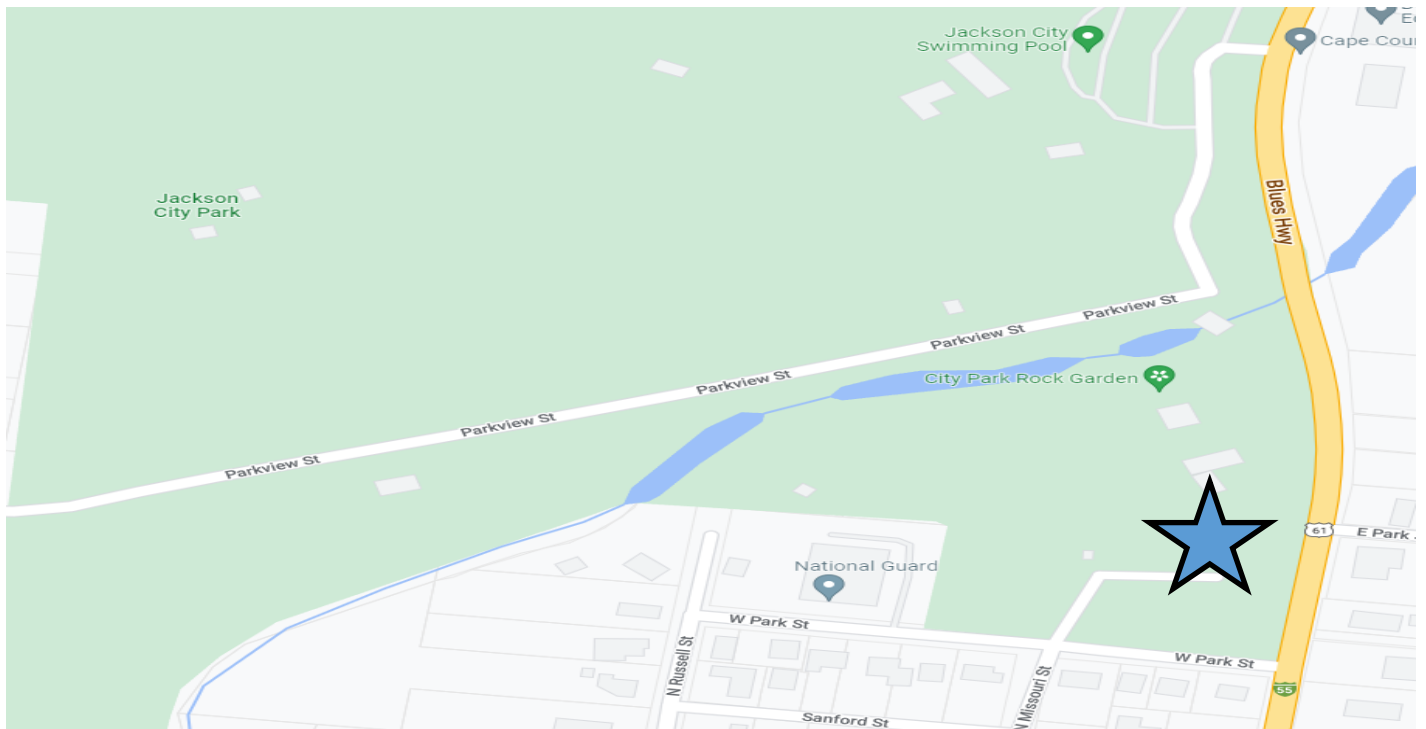 Jackson City
Swimming Pool
Cape Cour
Jackson
City Park
Blues Hwy
Parkview St
Parkview St
Parkview St
City Park Rock Garden
Parkview St
Parkview St
61
E Park
National Guard
W Park St
W Park St
N Russell St
N Missouri St
55
Sanford St